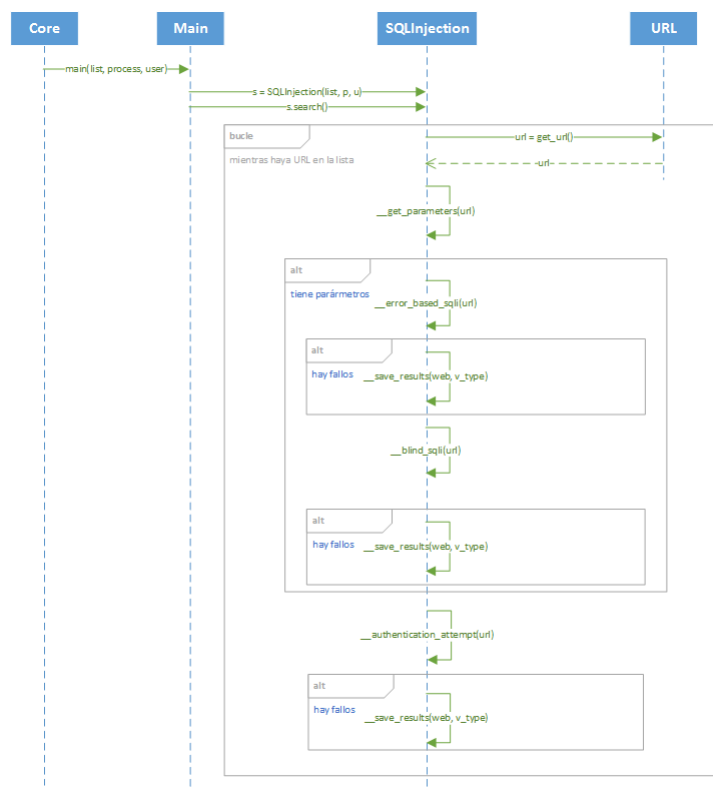 Core
Main
SQLInjection
URL
main(list, process, user)
s = SQLInjection(list, p, u)
s.search()
bucle
url = get_url()
mientras haya URL en la lista
url
__get_parameters(url)
alt
tiene parármetros
__error_based_sqli(url)
alt
hay fallos
__save_results(web, v_type)
__blind_sqli(url)
alt
hay fallos
__save_results(web, v_type)
__authentication_attempt(url)
alt
hay fallos
__save_results(web, v_type)